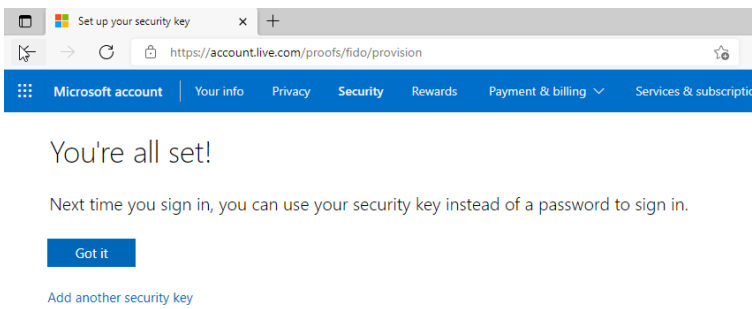 Set up your security key
https://account.live.com/proofs/fido/provision
Microsoft account Your info Privacy Security Rewards Payment & billing Services & subscriptio
You're all set!
Next time you sign in, you can use your security key instead of a password to sign in.
Got it
Add another security key